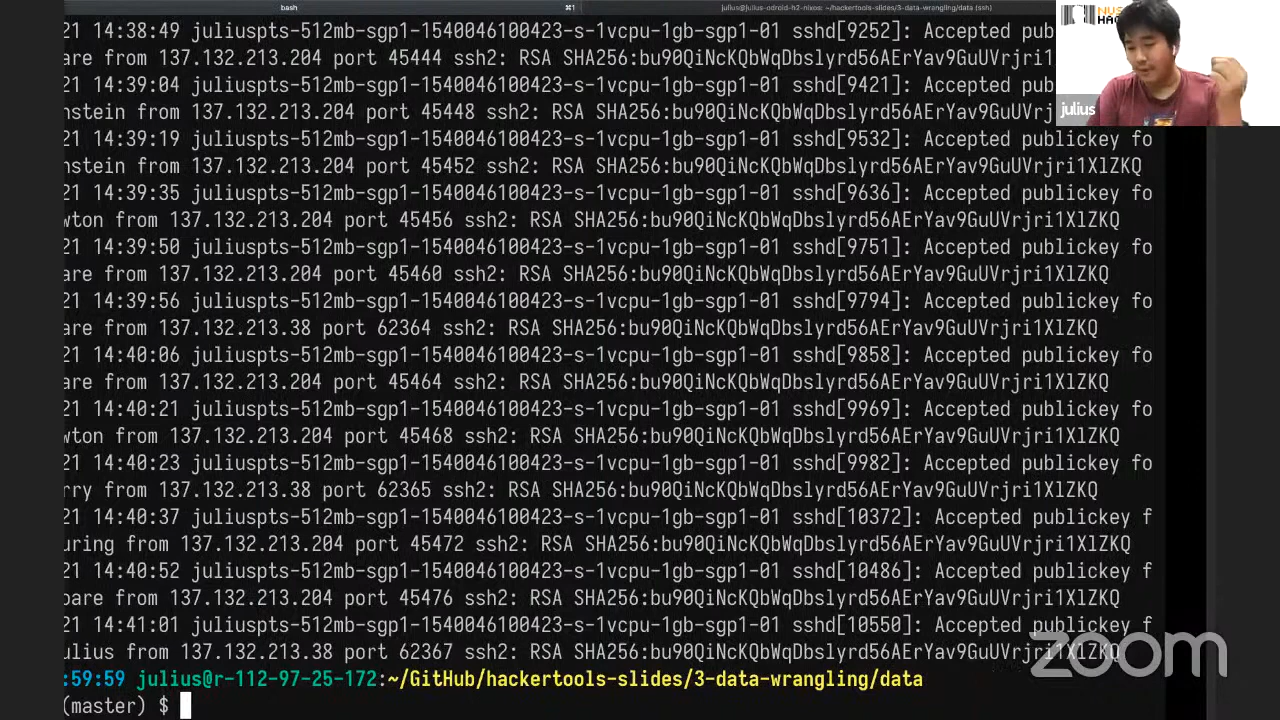 bash
⌘1
julius@julius-odroid-h2-nixos: ~/hackertools-slides/3-data-wrangling/data (ssh)
NUS
HA
julius
21 14:38:49 juliuspts-512mb-sgp1-1540046100423-s-1vcpu-1gb-sgp1-01 sshd[9252]: Accepted pub
are from 137.132.213.204 port 45444 ssh2: RSA SHA256:bu90QiNcKQbWqDbslyrd56AErYav9GuUVrjri1
21 14:39:04 juliuspts-512mb-sgp1-1540046100423-s-1vcpu-1gb-sgp1-01 sshd[9421]: Accepted pub
nstein from 137.132.213.204 port 45448 ssh2: RSA SHA256:bu90QiNcKQbWqDbslyrd56AErYav9GuUVrj
21 14:39:19 juliuspts-512mb-sgp1-1540046100423-s-1vcpu-1gb-sgp1-01 sshd[9532]: Accepted publickey fo
nstein from 137.132.213.204 port 45452 ssh2: RSA SHA256:bu90QiNcKQbWqDbslyrd56AErYav9GuUVrjri1XlZKQ
21 14:39:35 juliuspts-512mb-sgp1-1540046100423-s-1vcpu-1gb-sgp1-01 sshd[9636]: Accepted publickey fo
wton from 137.132.213.204 port 45456 ssh2: RSA SHA256:bu90QiNcKQbWqDbslyrd56AErYav9GuUVrjri1XlZKQ
21 14:39:50 juliuspts-512mb-sgp1-1540046100423-s-1vcpu-1gb-sgp1-01 sshd[9751]: Accepted publickey fo
are from 137.132.213.204 port 45460 ssh2: RSA SHA256:bu90QiNcKQbWqDbslyrd56AErYav9GuUVrjri1XlZKQ
21 14:39:56 juliuspts-512mb-sgp1-1540046100423-s-1vcpu-1gb-sgp1-01 sshd[9794]: Accepted publickey fo
are from 137.132.213.38 port 62364 ssh2: RSA SHA256:bu90QiNcKQbWqDbslyrd56AErYav9GuUVrjri1XlZKQ
21 14:40:06 juliuspts-512mb-sgp1-1540046100423-s-1vcpu-1gb-sgp1-01 sshd[9858]: Accepted publickey fo
are from 137.132.213.204 port 45464 ssh2: RSA SHA256:bu90QiNcKQbWqDbslyrd56AErYav9GuUVrjri1XlZKQ
21 14:40:21 juliuspts-512mb-sgp1-1540046100423-s-1vcpu-1gb-sgp1-01 sshd[9969]: Accepted publickey fo
wton from 137.132.213.204 port 45468 ssh2: RSA SHA256:bu90QiNcKQbWqDbslyrd56AErYav9GuUVrjri1XlZKQ
21 14:40:23 juliuspts-512mb-sgp1-1540046100423-s-1vcpu-1gb-sgp1-01 sshd[9982]: Accepted publickey fo
rry from 137.132.213.38 port 62365 ssh2: RSA SHA256:bu90QiNcKQbWqDbslyrd56AErYav9GuUVrjri1XlZKQ
21 14:40:37 juliuspts-512mb-sgp1-1540046100423-s-1vcpu-1gb-sgp1-01 sshd[10372]: Accepted publickey f
uring from 137.132.213.204 port 45472 ssh2: RSA SHA256:bu90QiNcKQbWqDbslyrd56AErYav9GuUVrjri1XlZKQ
21 14:40:52 juliuspts-512mb-sgp1-1540046100423-s-1vcpu-1gb-sgp1-01 sshd[10486]: Accepted publickey f
pare from 137.132.213.204 port 45476 ssh2: RSA SHA256:bu90QiNcKQbWqDbslyrd56AErYav9GuUVrjri1XlZKQ
21 14:41:01 juliuspts-512mb-sgp1-1540046100423-s-1vcpu-1gb-sgp1-01 sshd[10550]: Accepted publickey f
ulius from 137.132.213.38 port 62367 ssh2: RSA SHA256:bu90QiNcKQbWqDbslyrd56AErYav9GuUVrjri1XlZKQ
:59:59 julius@r-112-97-25-172:~/GitHub/hackertools-slides/3-data-wrangling/data
(master) $
zoom